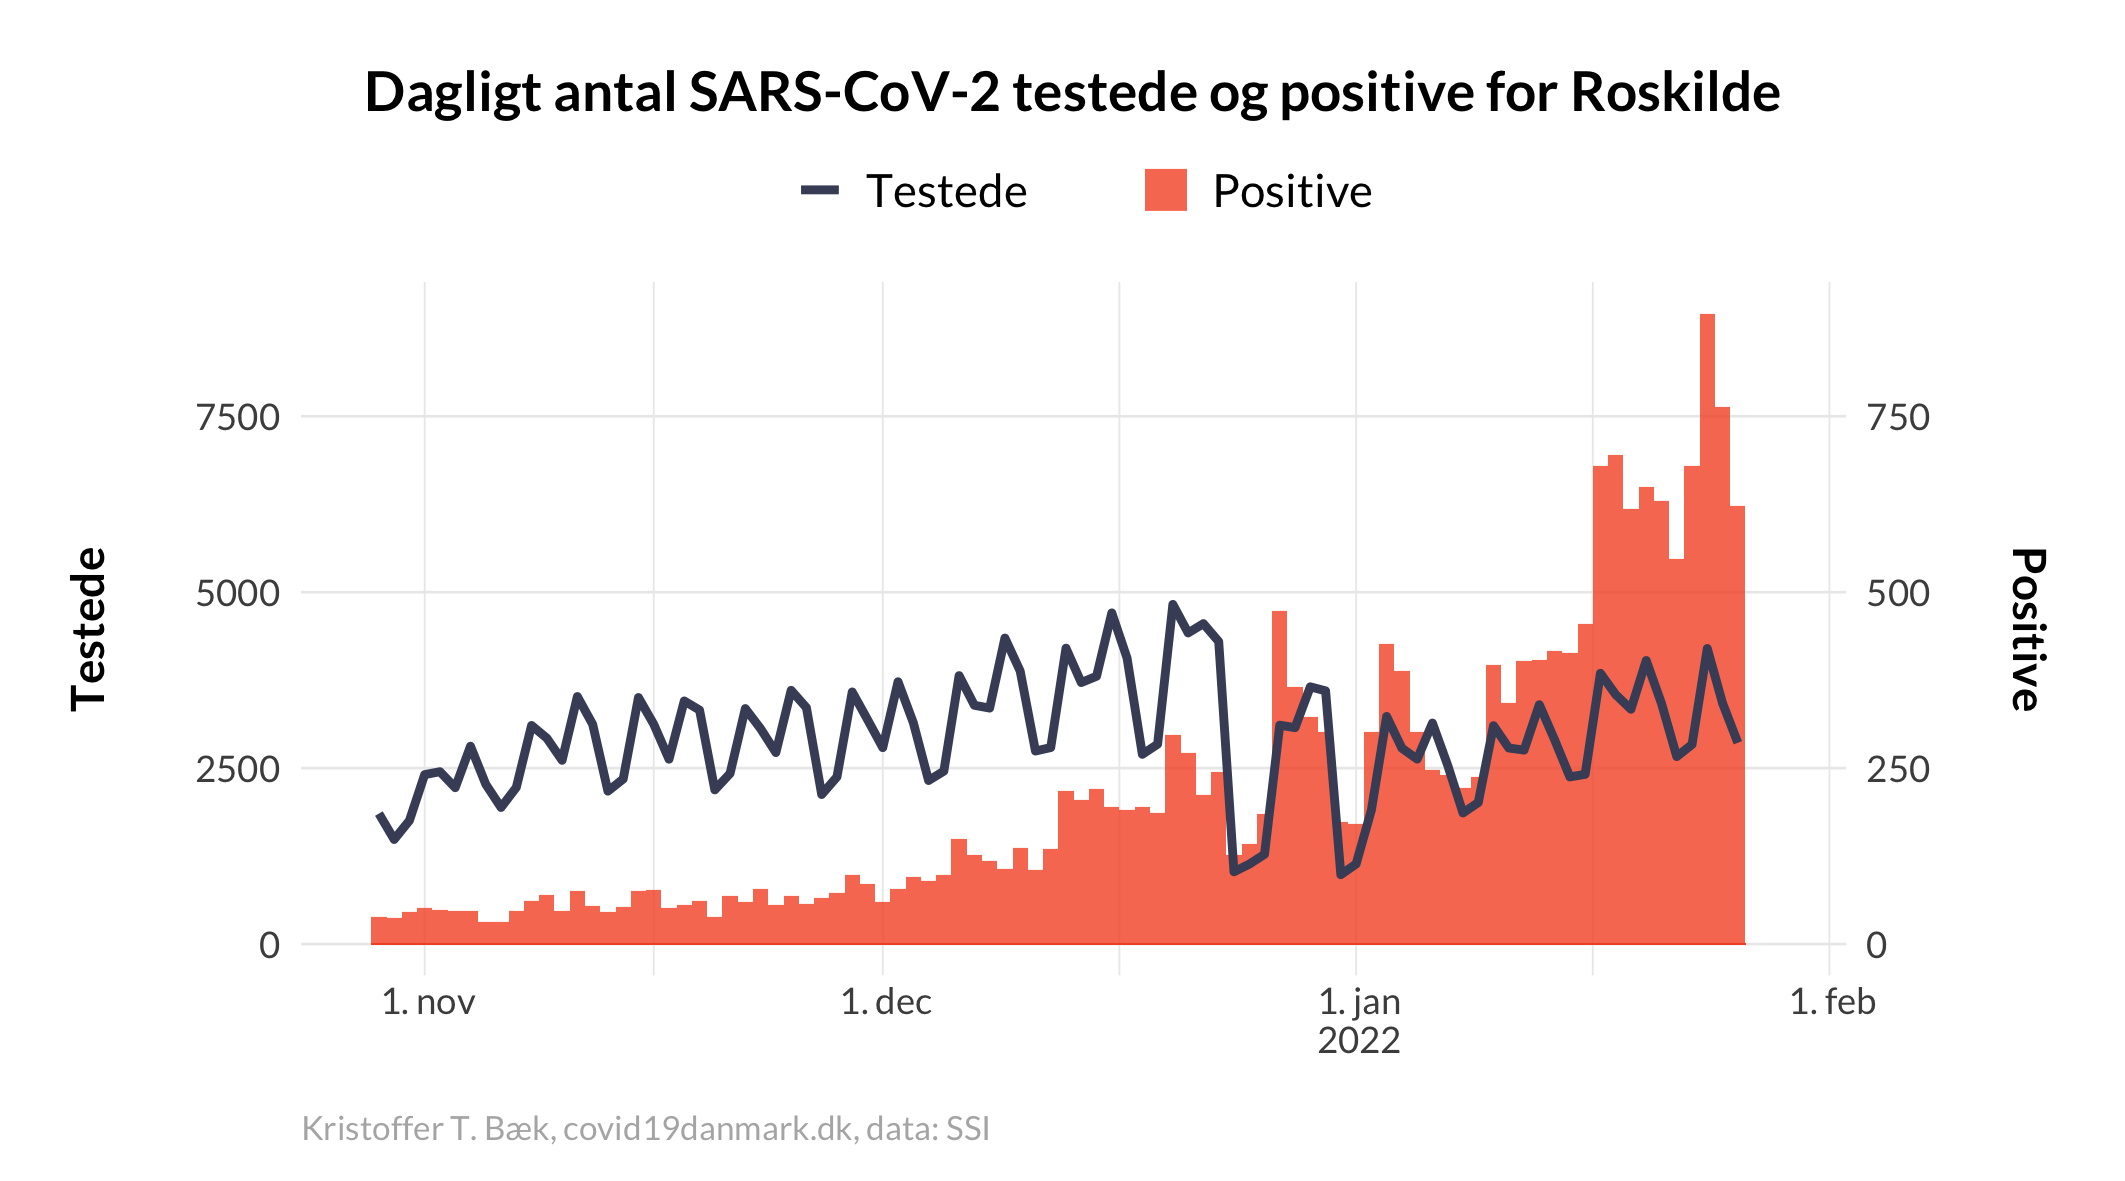 Dagligt antal SARS-CoV-2 testede og positive for Roskilde
Testede
Positive
Testede
7500
5000
2500
0
750
500
250
0
Positive
1. nov
1. dec
1. jan
2022
1. feb
Kristoffer T. Bæk, covid19danmark.dk, data: SSI